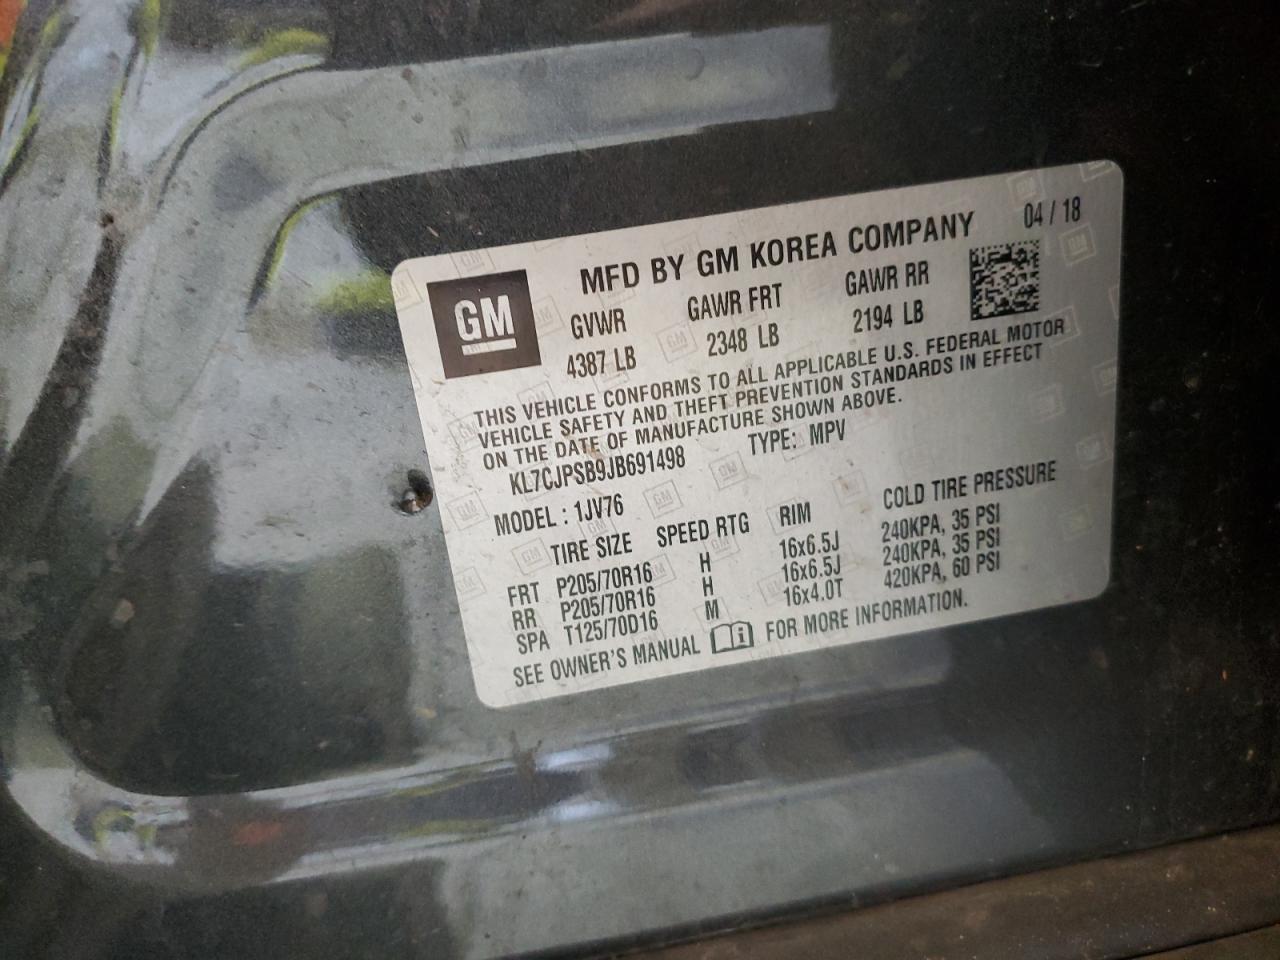 MFD BY GM KOREA COMPANY 04 / 18
GM
GVWR GAWR FRT GAWR RR
4387 LB 2348 LB 2194 LB
THIS VEHICLE CONFORMS TO ALL APPLICABLE U.S. FEDERAL MOTOR
VEHICLE SAFETY AND THEFT PREVENTION STANDARDS IN EFFECT
ON THE DATE OF MANUFACTURE SHOWN ABOVE.
KL7CJPSB9JB691498 TYPE: MPV
MODEL : 1JV76
TIRE SIZE SPEED RTG RIM COLD TIRE PRESSURE
FRT P205/70R16 H 16x6.5J 240KPA, 35 PSI
RR P205/70R16 H 16x6.5J 240KPA, 35 PSI
SPA T125/70D16 M 16x4.0T 420KPA, 60 PSI
SEE OWNER'S MANUAL FOR MORE INFORMATION.